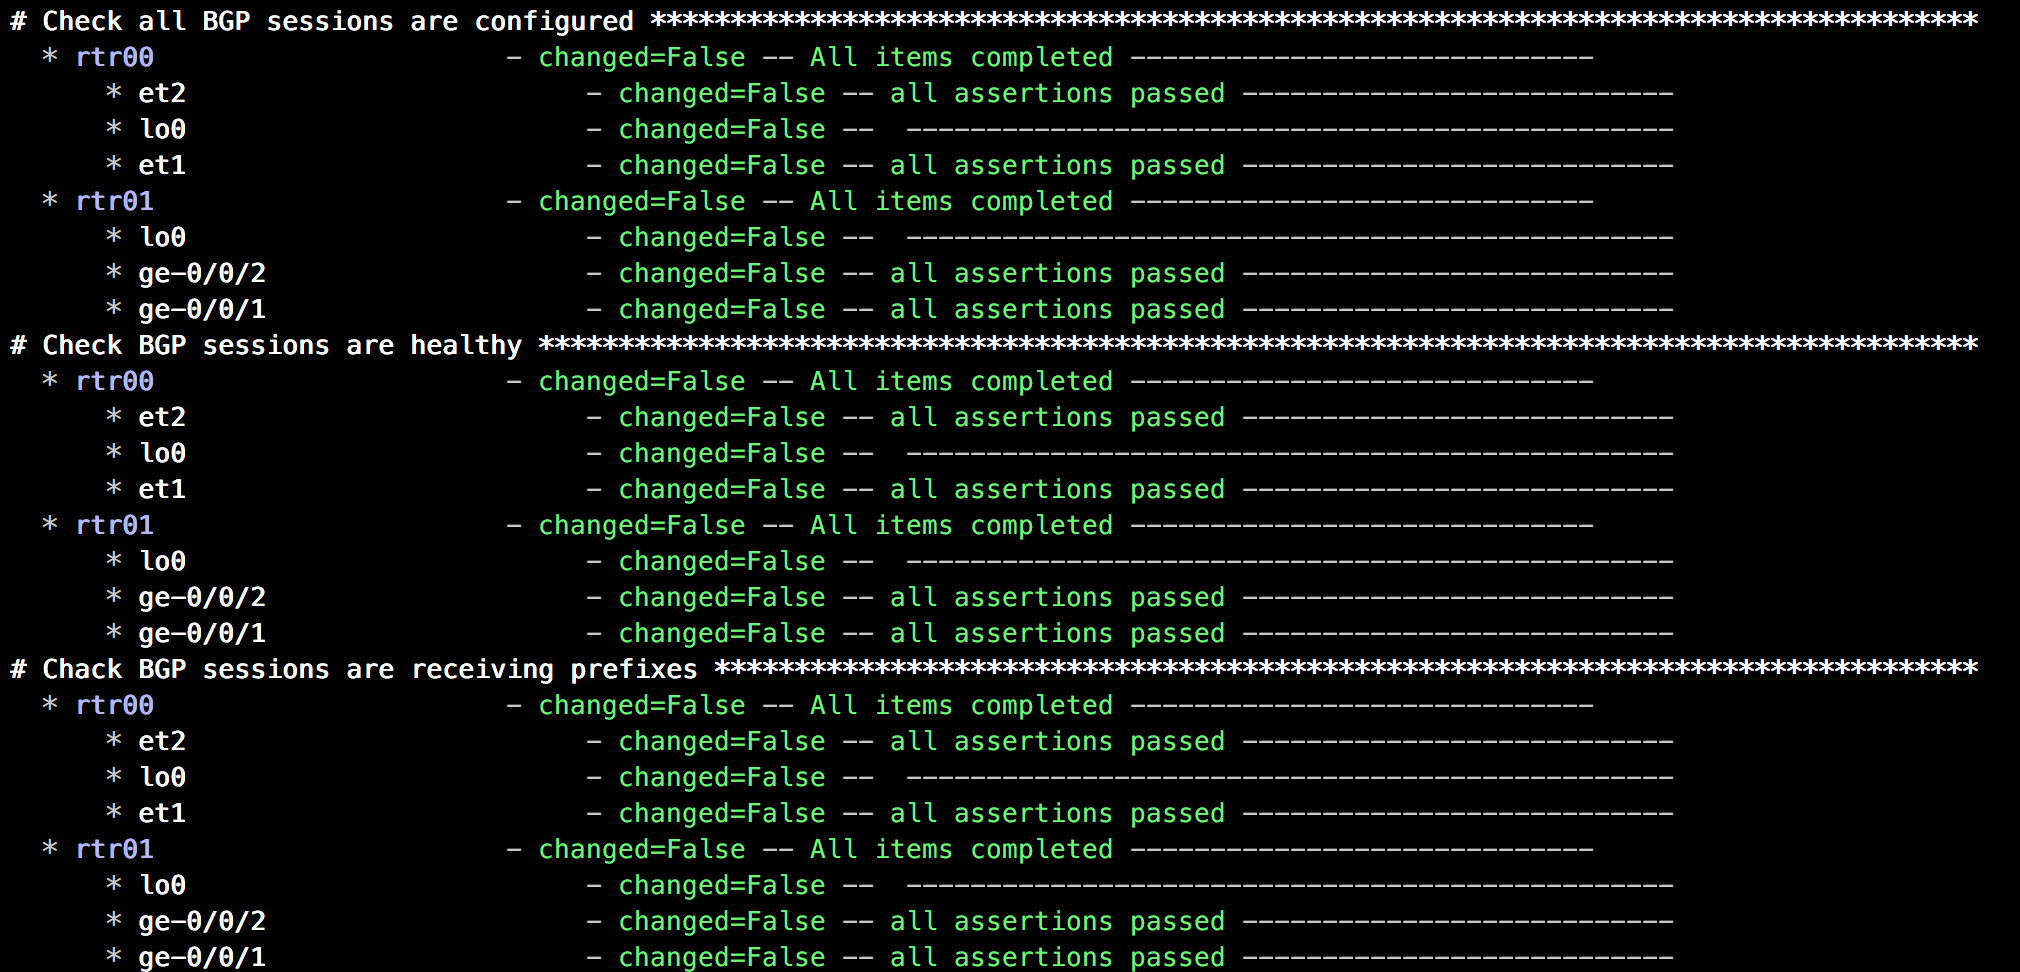 # Check all BGP sessions are configured ***********************************************************************************
* rtr00 - changed=False -- All items completed -----------------------------
* et2 - changed=False -- all assertions passed ---------------------------
* lo0 - changed=False --  ------------------------------------------------
* et1 - changed=False -- all assertions passed ---------------------------
* rtr01 - changed=False -- All items completed -----------------------------
* lo0 - changed=False --  ------------------------------------------------
* ge-0/0/2 - changed=False -- all assertions passed ---------------------------
* ge-0/0/1 - changed=False -- all assertions passed ---------------------------
# Check BGP sessions are healthy ******************************************************************************************
* rtr00 - changed=False -- All items completed -----------------------------
* et2 - changed=False -- all assertions passed ---------------------------
* lo0 - changed=False --  ------------------------------------------------
* et1 - changed=False -- all assertions passed ---------------------------
* rtr01 - changed=False -- All items completed -----------------------------
* lo0 - changed=False --  ------------------------------------------------
* ge-0/0/2 - changed=False -- all assertions passed ---------------------------
* ge-0/0/1 - changed=False -- all assertions passed ---------------------------
# Chack BGP sessions are receiving prefixes *******************************************************************************
* rtr00 - changed=False -- All items completed -----------------------------
* et2 - changed=False -- all assertions passed ---------------------------
* lo0 - changed=False --  ------------------------------------------------
* et1 - changed=False -- all assertions passed ---------------------------
* rtr01 - changed=False -- All items completed -----------------------------
* lo0 - changed=False --  ------------------------------------------------
* ge-0/0/2 - changed=False -- all assertions passed ---------------------------
* ge-0/0/1 - changed=False -- all assertions passed ---------------------------